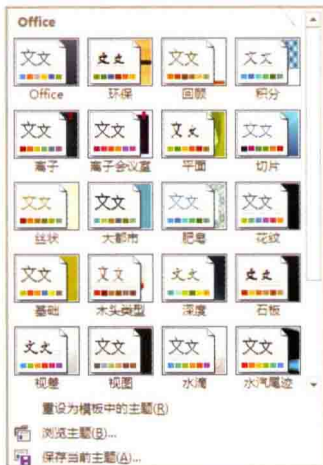 Office
文文 文文 文文 文文
Office 环保 回顾 积分
文文 文文 文文 文文
离子 离子会议室 平面 切片
文文 文文 文文 文文
丝状 大都市 肥皂 花纹
文文 文文 文文 文文
基础 木头类型 深度 石板
文文 文文 文文 文文
视差 视图 水滴 水汽尾迹
重设为模板中的主题(R)
浏览主题(B)...
保存当前主题(A)...